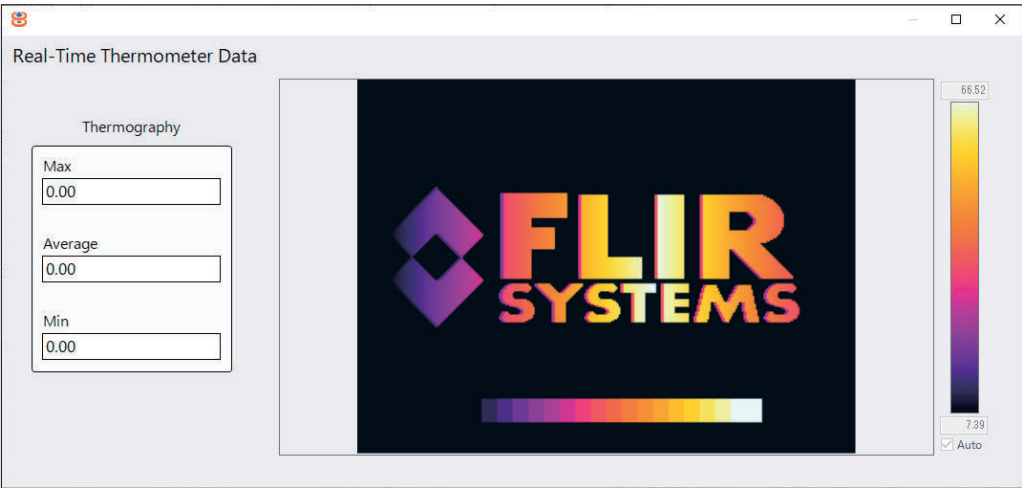 Real-Time Thermometer Data
Thermography
Max
0.00
Average
0.00
Min
0.00
FLIR
SYSTEMS
66.52
7.39
Auto